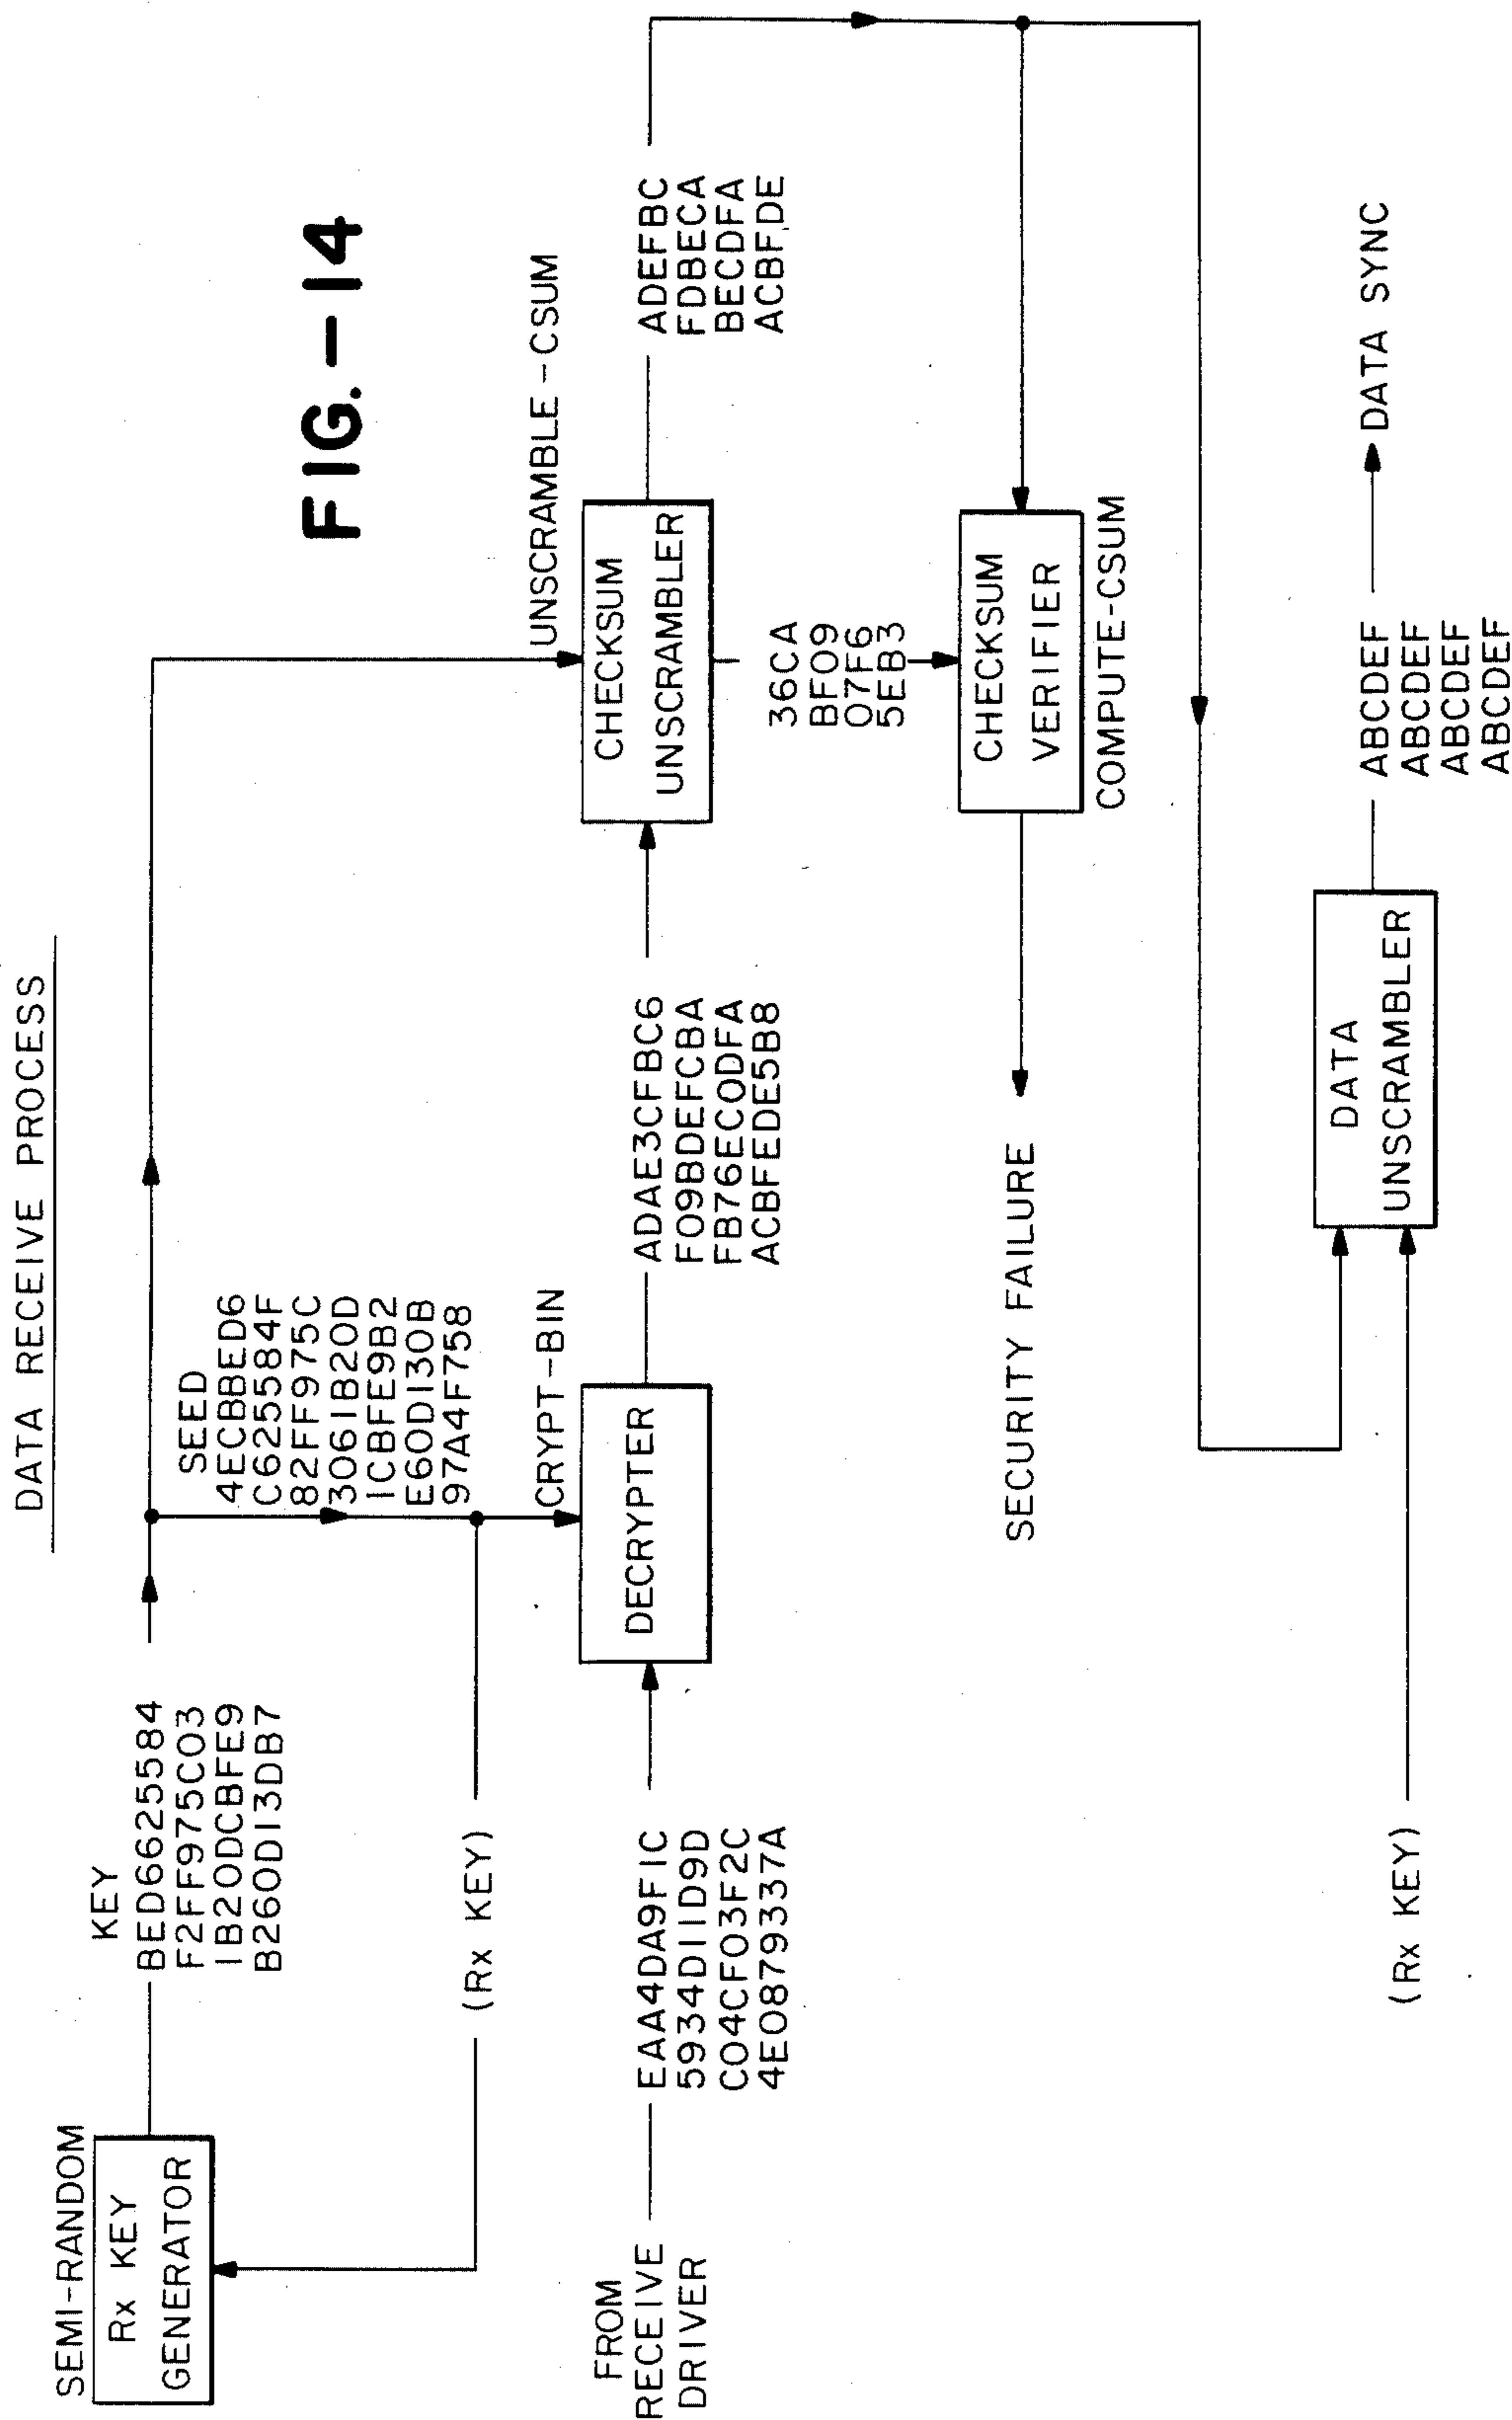 DATA RECEIVE PROCESS
FIG.-14
SEMI-RANDOM
Rx KEY
GENERATOR
KEY
BED6625584
F2FF975C03
1B20DCBFE9
B260D13DB7
SEED
4ECBBED6
C625584F
82FF975C
3061B20D
1CBFE9B2
E60D130B
97A4F758
(Rx KEY)
CRYPT-BIN
UNSCRAMBLE-CSUM
FROM
RECEIVE
DRIVER
EAA4DA9F1C
5934D11D9D
C04CF03F2C
4E0879337A
DECRYPTER
ADAE3CFBC6
F09BDEFCBA
FB76EC0DFA
ACBFEDE5B8
CHECKSUM
UNSCRAMBLER
ADEFBC
FDBECA
BECDFA
ACBFDE
36CA
BF09
07F6
5EB3
SECURITY FAILURE
CHECKSUM
VERIFIER
COMPUTE-CSUM
(Rx KEY)
DATA
UNSCRAMBLER
ABCDEF
ABCDEF
ABCDEF
ABCDEF
DATA SYNC